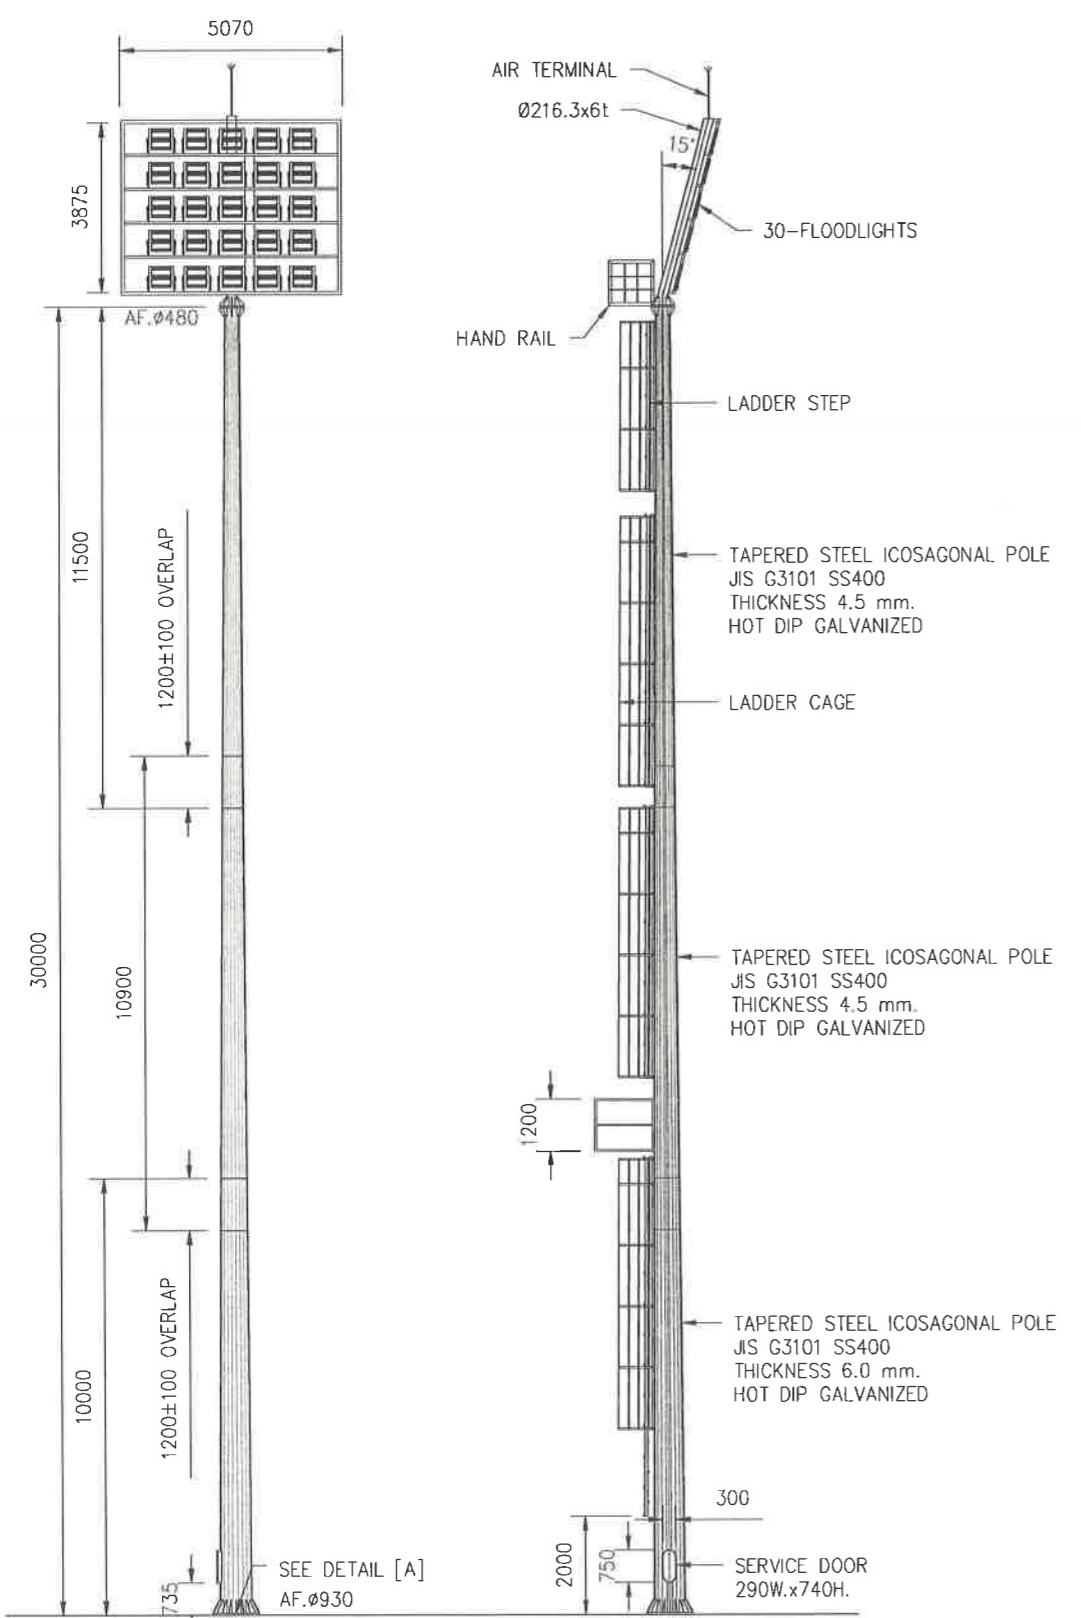 5070
AIR TERMINAL
Ø216.3x6t
15°
3875
30-FLOODLIGHTS
AF.ø480
HAND RAIL
LADDER STEP
11500
1200±100 OVERLAP
TAPERED STEEL ICOSAGONAL POLE
JIS G3101 SS400
THICKNESS 4.5 mm.
HOT DIP GALVANIZED
LADDER CAGE
30000
10900
TAPERED STEEL ICOSAGONAL POLE
JIS G3101 SS400
THICKNESS 4.5 mm.
HOT DIP GALVANIZED
1200
10000
1200±100 OVERLAP
TAPERED STEEL ICOSAGONAL POLE
JIS G3101 SS400
THICKNESS 6.0 mm.
HOT DIP GALVANIZED
300
2000
750
SERVICE DOOR
290W.x740H.
735
SEE DETAIL [A]
AF.ø930